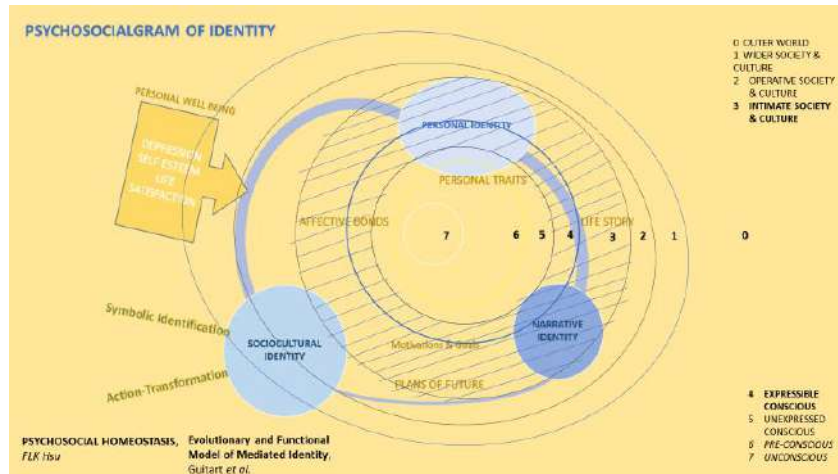 PSYCHOSOCIALGRAM OF IDENTITY
0 OUTER WORLD
1 WIDER SOCIETY &
CULTURE
2 OPERATIVE SOCIETY
& CULTURE
3 INTIMATE SOCIETY
& CULTURE
PERSONAL WELL BEING
DEPRESSION
SELF ESTEEM
LIFE
SATISFACTION
PERSONAL IDENTITY
PERSONAL TRAITS
AFFECTIVE BONDS
LIFE STORY
7 6 5 4 3 2 1 0
Symbolic Identification
SOCIOCULTURAL
IDENTITY
Action-Transformation
NARRATIVE
IDENTITY
Motivations & Goals
PLANS OF FUTURE
4 EXPRESSIBLE
CONSCIOUS
5 UNEXPRESSED
CONSCIOUS
6 PRE-CONSCIOUS
7 UNCONSCIOUS
PSYCHOSOCIAL HOMEOSTASIS,
FLK Hsu
Evolutionary and Functional
Model of Mediated Identity,
Guitart et al.